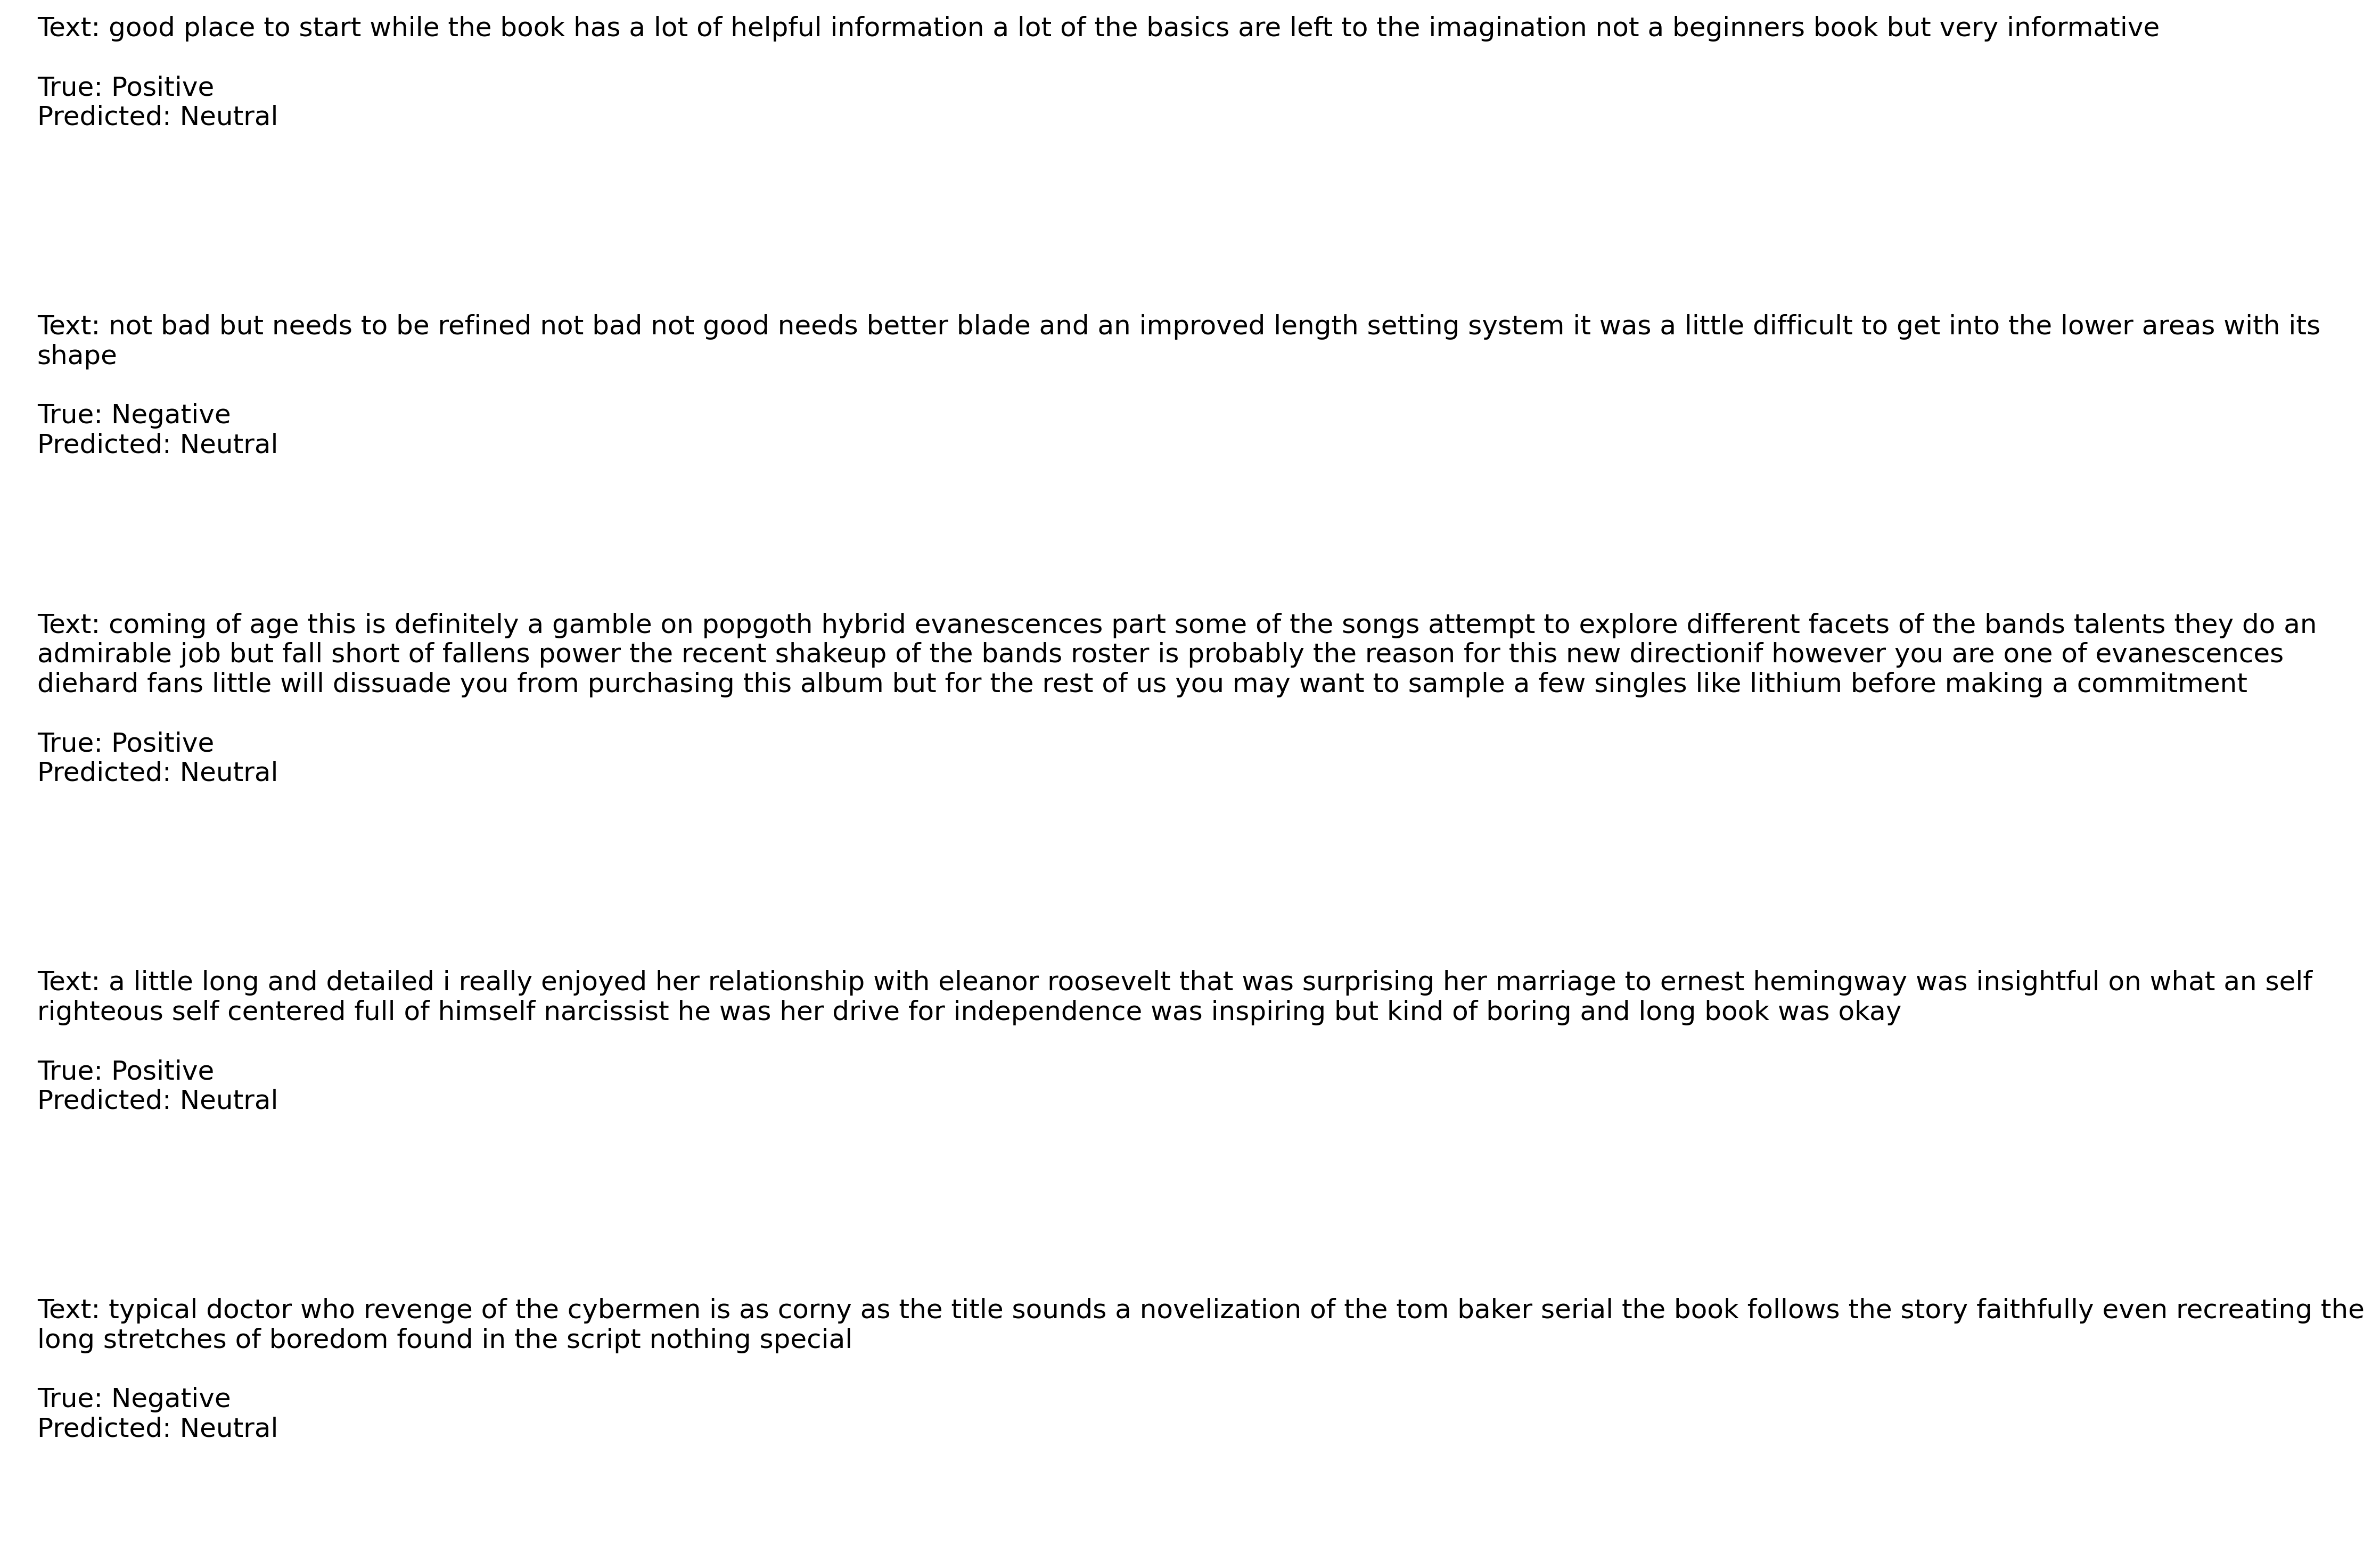 Text: good place to start while the book has a lot of helpful information a lot of the basics are left to the imagination not a beginners book but very informative
True: Positive
Predicted: Neutral
Text: not bad but needs to be refined not bad not good needs better blade and an improved length setting system it was a little difficult to get into the lower areas with its
shape
True: Negative
Predicted: Neutral
Text: coming of age this is definitely a gamble on popgoth hybrid evanescences part some of the songs attempt to explore different facets of the bands talents they do an
admirable job but fall short of fallens power the recent shakeup of the bands roster is probably the reason for this new directionif however you are one of evanescences
diehard fans little will dissuade you from purchasing this album but for the rest of us you may want to sample a few singles like lithium before making a commitment
True: Positive
Predicted: Neutral
Text: a little long and detailed i really enjoyed her relationship with eleanor roosevelt that was surprising her marriage to ernest hemingway was insightful on what an self
righteous self centered full of himself narcissist he was her drive for independence was inspiring but kind of boring and long book was okay
True: Positive
Predicted: Neutral
Text: typical doctor who revenge of the cybermen is as corny as the title sounds a novelization of the tom baker serial the book follows the story faithfully even recreating the
long stretches of boredom found in the script nothing special
True: Negative
Predicted: Neutral